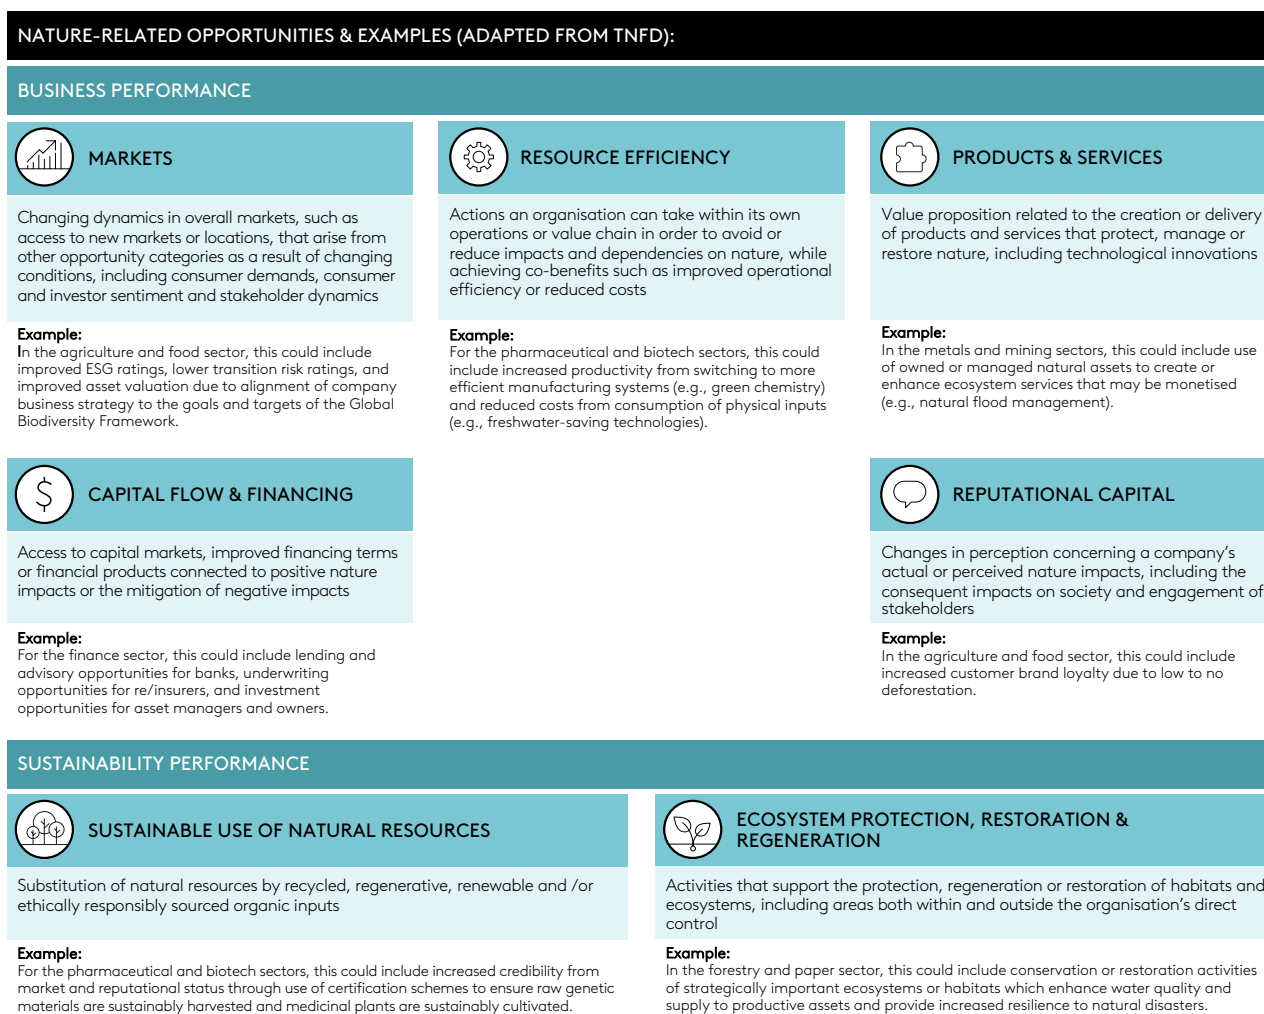 NATURE-RELATED OPPORTUNITIES & EXAMPLES (ADAPTED FROM TNFD):
BUSINESS PERFORMANCE
MARKETS
Changing dynamics in overall markets, such as
access to new markets or locations, that arise from
other opportunity categories as a result of changing
conditions, including consumer demands, consumer
and investor sentiment and stakeholder dynamics
Example:
In the agriculture and food sector, this could include
improved ESG ratings, lower transition risk ratings, and
improved asset valuation due to alignment of company
business strategy to the goals and targets of the Global
Biodiversity Framework.
RESOURCE EFFICIENCY
Actions an organisation can take within its own
operations or value chain in order to avoid or
reduce impacts and dependencies on nature, while
achieving co-benefits such as improved operational
efficiency or reduced costs
Example:
For the pharmaceutical and biotech sectors, this could
include increased productivity from switching to more
efficient manufacturing systems (e.g., green chemistry)
and reduced costs from consumption of physical inputs
(e.g., freshwater-saving technologies).
PRODUCTS & SERVICES
Value proposition related to the creation or delivery
of products and services that protect, manage or
restore nature, including technological innovations
Example:
In the metals and mining sectors, this could include use
of owned or managed natural assets to create or
enhance ecosystem services that may be monetised
(e.g., natural flood management).
CAPITAL FLOW & FINANCING
Access to capital markets, improved financing terms
or financial products connected to positive nature
impacts or the mitigation of negative impacts
Example:
For the finance sector, this could include lending and
advisory opportunities for banks, underwriting
opportunities for re/insurers, and investment
opportunities for asset managers and owners.
REPUTATIONAL CAPITAL
Changes in perception concerning a company's
actual or perceived nature impacts, including the
consequent impacts on society and engagement of
stakeholders
Example:
In the agriculture and food sector, this could include
increased customer brand loyalty due to low to no
deforestation.
SUSTAINABILITY PERFORMANCE
SUSTAINABLE USE OF NATURAL RESOURCES
Substitution of natural resources by recycled, regenerative, renewable and /or
ethically responsibly sourced organic inputs
Example:
For the pharmaceutical and biotech sectors, this could include increased credibility from
market and reputational status through use of certification schemes to ensure raw genetic
materials are sustainably harvested and medicinal plants are sustainably cultivated.
ECOSYSTEM PROTECTION, RESTORATION &
REGENERATION
Activities that support the protection, regeneration or restoration of habitats and
ecosystems, including areas both within and outside the organisation's direct
control
Example:
In the forestry and paper sector, this could include conservation or restoration activities
of strategically important ecosystems or habitats which enhance water quality and
supply to productive assets and provide increased resilience to natural disasters.